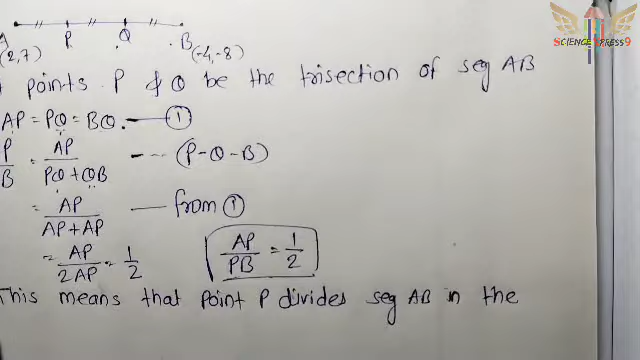 SCIENCE XPRESS9
A P Q B
(2,7) (-4,-8)
points P & Q be the trisection of seg AB
AP = PQ = BQ. — ①
P/B = AP/PQ+QB --- (P-Q-B)
= AP/AP+AP — from ①
= AP/2AP = 1/2 AP/PB = 1/2
This means that point P divides seg AB in the